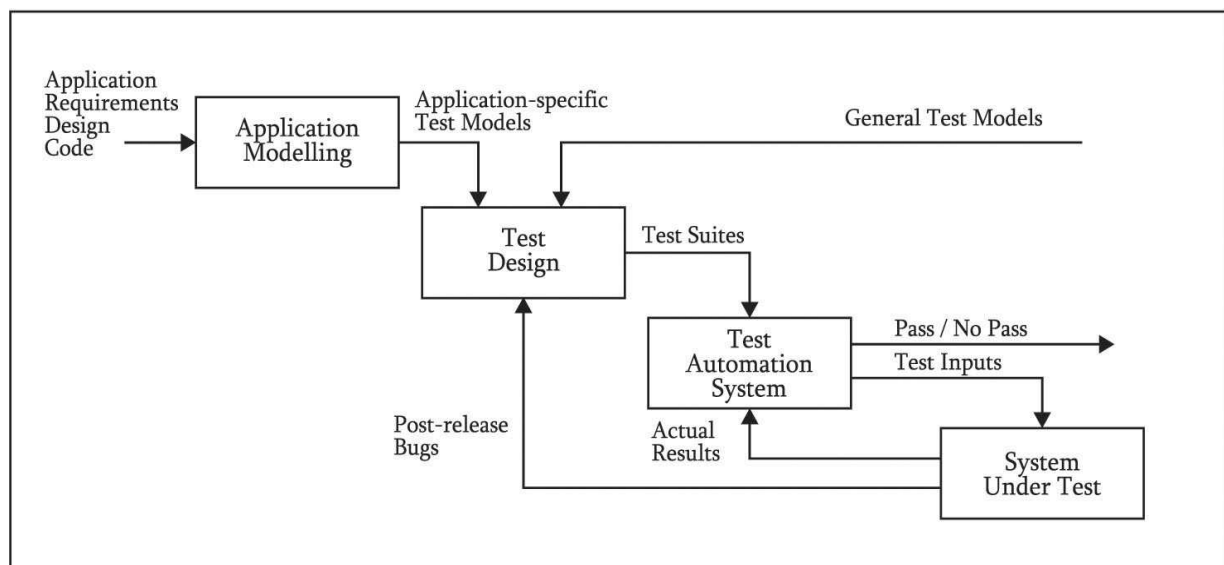 Application
Requirements
Design
Code
Application
Modelling
Application-specific
Test Models
General Test Models
Test
Design
Test Suites
Test
Automation
System
Pass / No Pass
Test Inputs
Post-release
Bugs
Actual
Results
System
Under Test